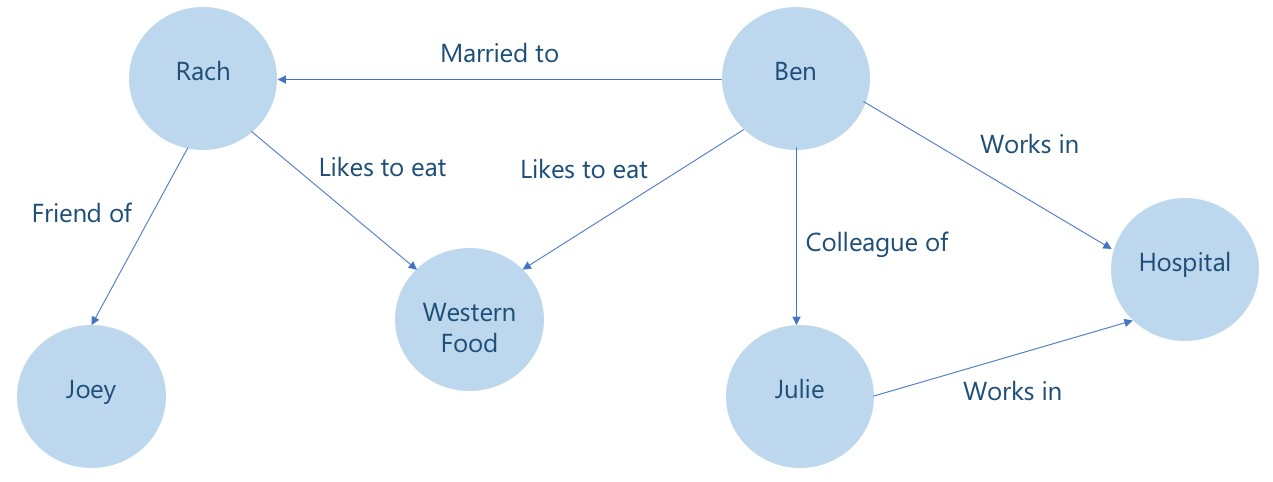 Married to
Rach
Ben
Works in
Likes to eat
Likes to eat
Friend of
Colleague of
Hospital
Western
Food
Joey
Julie
Works in